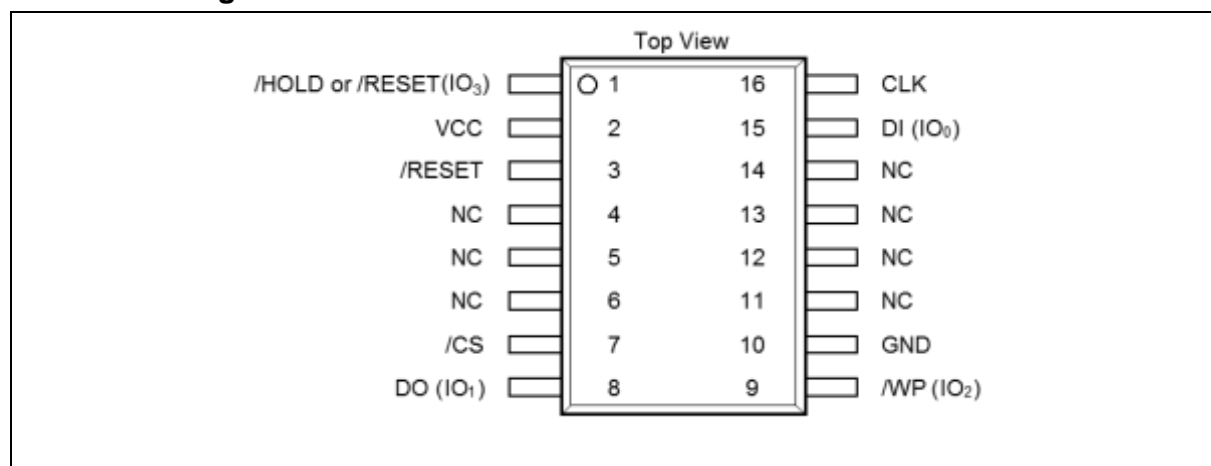 g
Top View
/HOLD or /RESET(IO₃) 1 16 CLK
VCC 2 15 DI (IO₀)
/RESET 3 14 NC
NC 4 13 NC
NC 5 12 NC
NC 6 11 NC
/CS 7 10 GND
DO (IO₁) 8 9 /WP (IO₂)